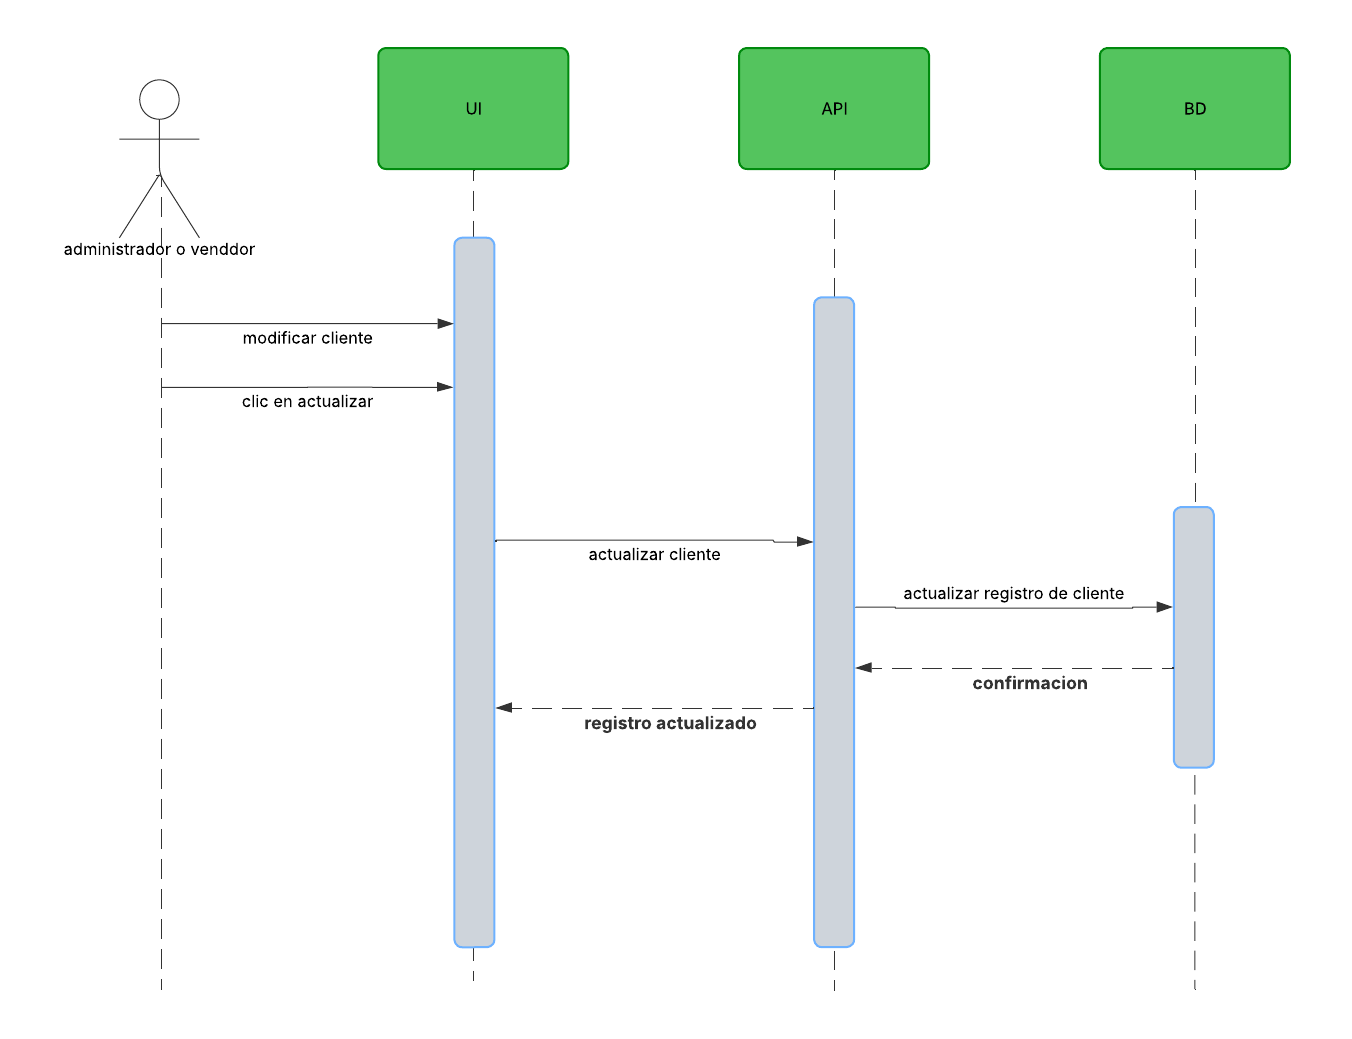 UI
API
BD
administrador o venddor
modificar cliente
clic en actualizar
actualizar cliente
actualizar registro de cliente
confirmacion
registro actualizado